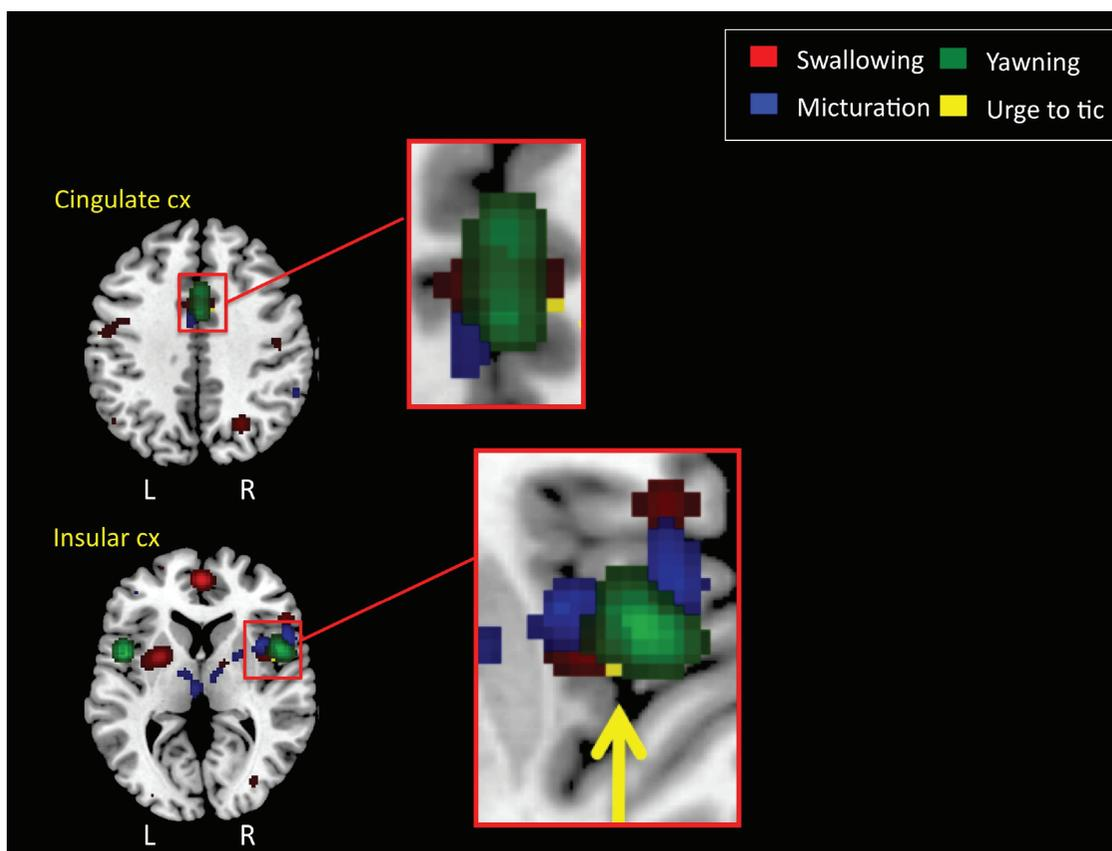 Swallowing Yawning
Micturation Urge to tic
Cingulate cx
L R
Insular cx
L R